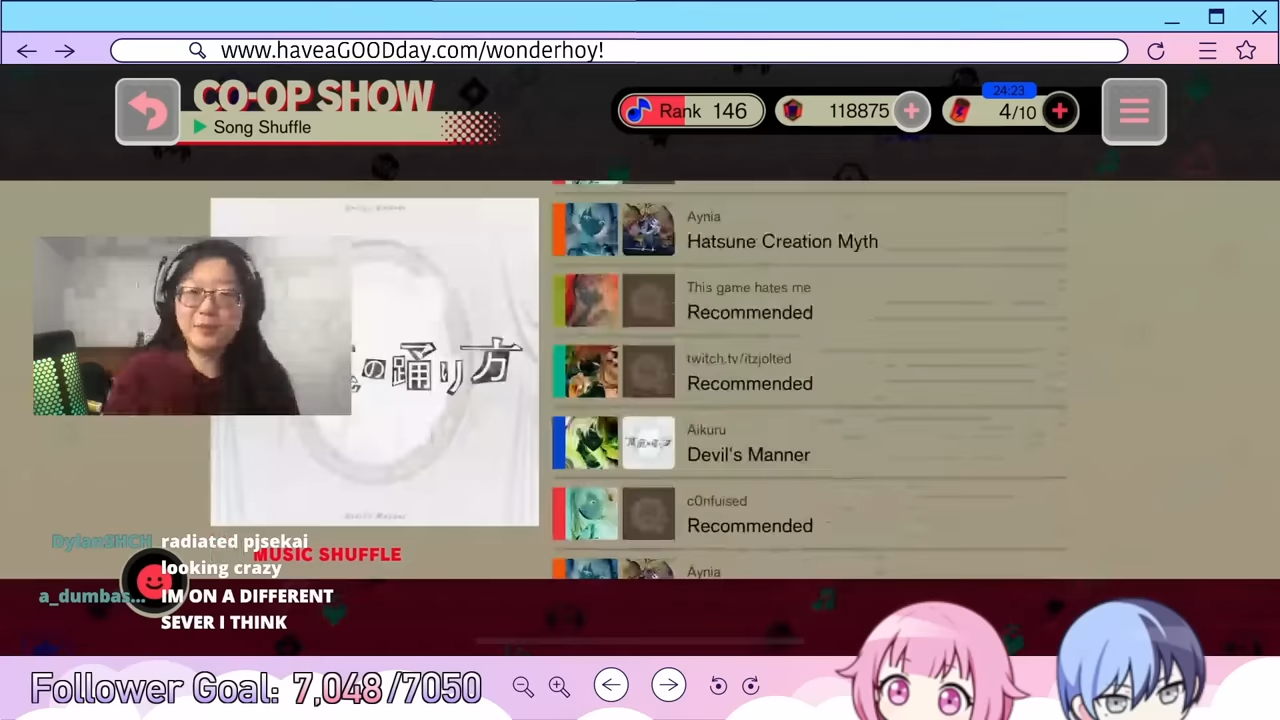 www.haveaGOODday.com/wonderhoy!
CO-OP SHOW
Song Shuffle
Rank 146
118875
24:23
4/10
Aynia
Hatsune Creation Myth
This game hates me
Recommended
twitch.tv/itzjolted
Recommended
の踊り方
Aikuru
Devil's Manner
c0nfuised
Recommended
Aynia
MUSIC SHUFFLE
DylanSHCH radiated pjsekai
looking crazy
a_dumbas... IM ON A DIFFERENT
SEVER I THINK
Follower Goal: 7,048/7050